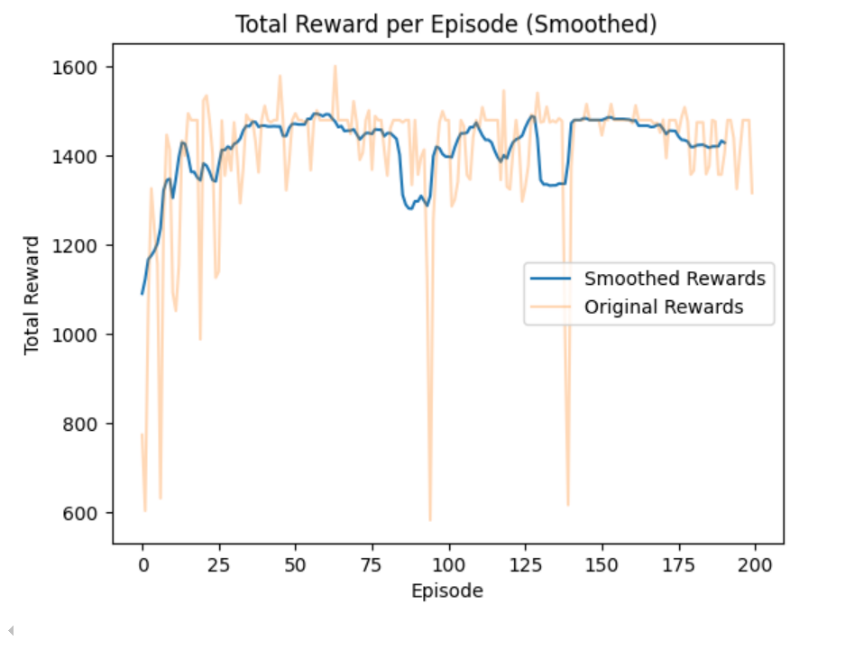 Total Reward per Episode (Smoothed)
1600
1400
1200
1000
800
600
Total Reward
Smoothed Rewards
Original Rewards
0 25 50 75 100 125 150 175 200
Episode